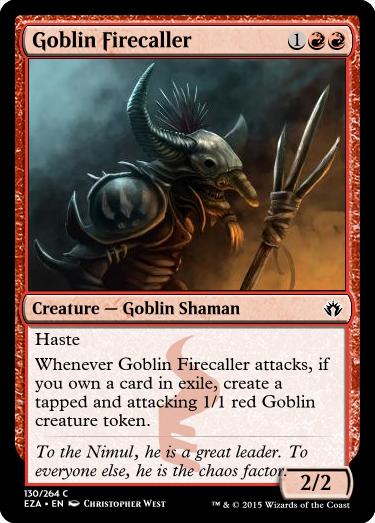 Goblin Firecaller 1
Creature — Goblin Shaman
Haste
Whenever Goblin Firecaller attacks, if
you own a card in exile, create a
tapped and attacking 1/1 red Goblin
creature token.
To the Nimul, he is a great leader. To
everyone else, he is the chaos factor.
2/2
130/264 C
EZA • EN Christopher West
™ & © 2015 Wizards of the Coast